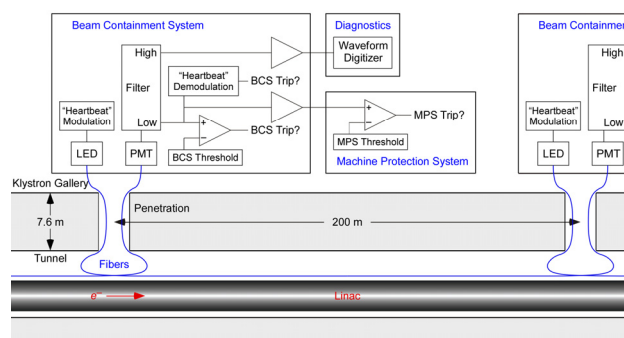 Beam Containment System
Diagnostics
Beam Containme
High
Waveform
Digitizer
Filter
"Heartbeat"
Demodulation
BCS Trip?
"Heartbeat"
Modulation
Low
+
−
BCS Trip?
BCS Threshold
LED
PMT
+
−
MPS Trip?
MPS Threshold
Machine Protection System
High
Filter
"Heartbeat"
Modulation
Low
LED
PMT
Klystron Gallery
7.6 m
Penetration
200 m
Tunnel
Fibers
e−
Linac